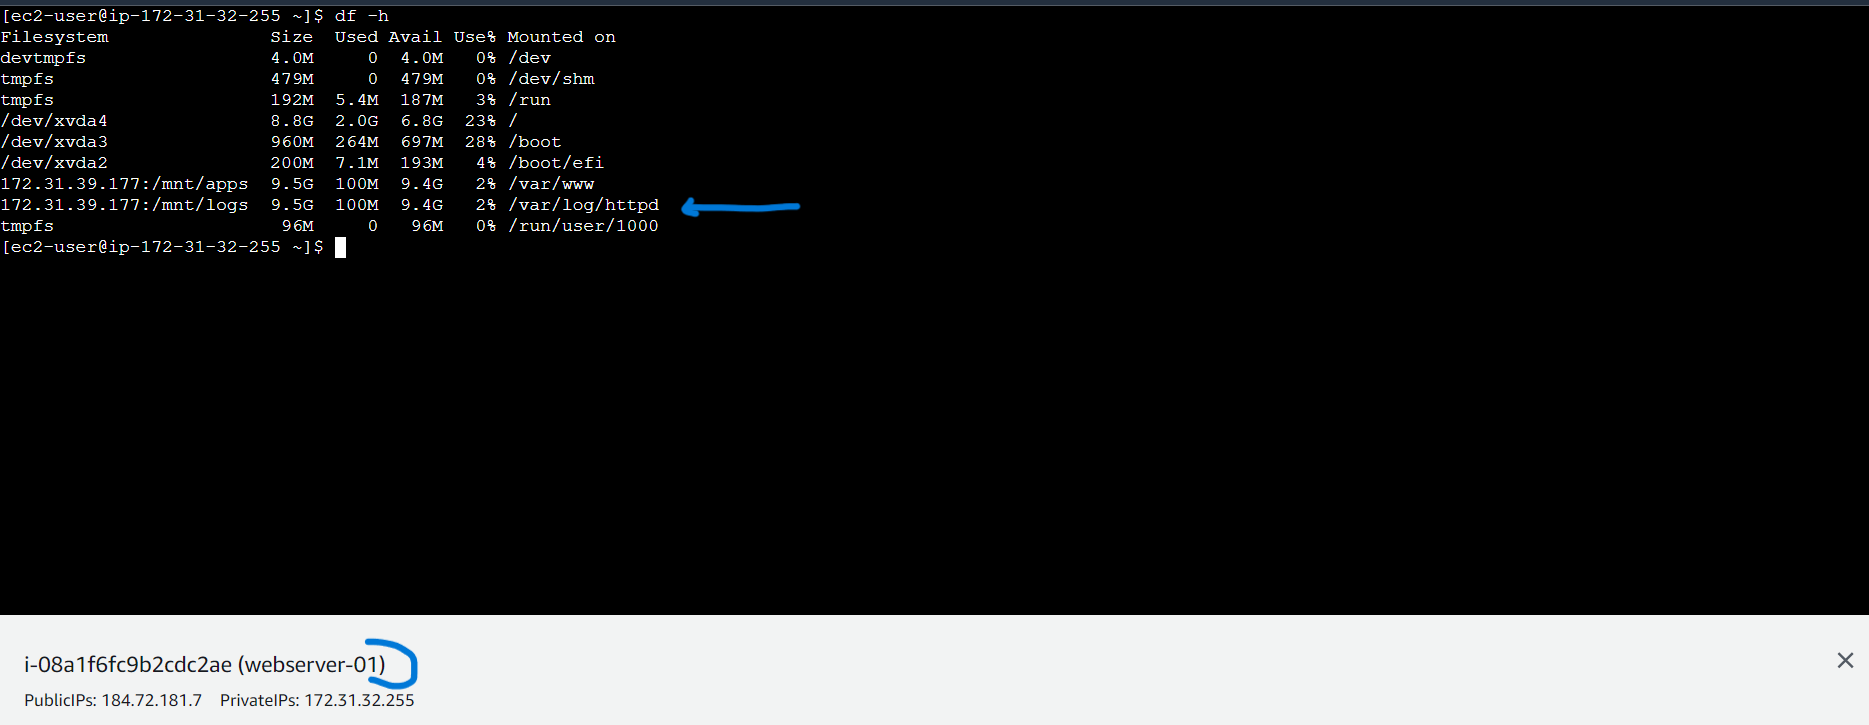 [ec2-user@ip-172-31-32-255 ~]$ df -h
Filesystem               Size  Used Avail Use% Mounted on
devtmpfs                 4.0M     0  4.0M   0% /dev
tmpfs                    479M     0  479M   0% /dev/shm
tmpfs                    192M  5.4M  187M   3% /run
/dev/xvda4               8.8G  2.0G  6.8G  23% /
/dev/xvda3               960M  264M  697M  28% /boot
/dev/xvda2               200M  7.1M  193M   4% /boot/efi
172.31.39.177:/mnt/apps  9.5G  100M  9.4G   2% /var/www
172.31.39.177:/mnt/logs  9.5G  100M  9.4G   2% /var/log/httpd
tmpfs                     96M     0   96M   0% /run/user/1000
[ec2-user@ip-172-31-32-255 ~]$
i-08a1f6fc9b2cdc2ae (webserver-01)
PublicIPs: 184.72.181.7 PrivateIPs: 172.31.32.255